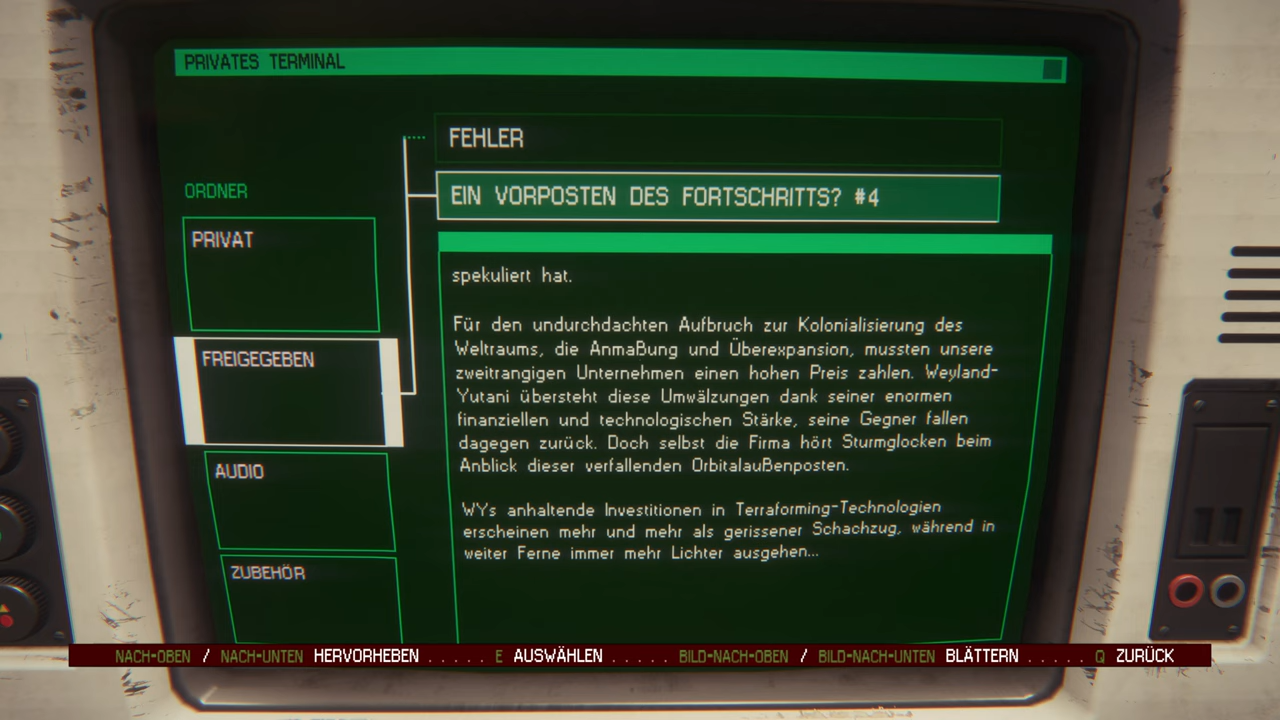 PRIVATES TERMINAL
ORDNER
PRIVAT
FREIGEGEBEN
AUDIO
ZUBEHÖR
FEHLER
EIN VORPOSTEN DES FORTSCHRITTS? #4
spekuliert hat.
Für den undurchdachten Aufbruch zur Kolonialisierung des
Weltraums, die Anmaßung und Überexpansion, mussten unsere
zweitrangigen Unternehmen einen hohen Preis zahlen. Weyland-
Yutani übersteht diese Umwälzungen dank seiner enormen
finanziellen und technologischen Stärke, seine Gegner fallen
dagegen zurück. Doch selbst die Firma hört Sturmglocken beim
Anblick dieser verfallenden Orbitalaußenposten.
WYs anhaltende Investitionen in Terraforming-Technologien
erscheinen mehr und mehr als gerissener Schachzug, während in
weiter Ferne immer mehr Lichter ausgehen...
NACH-OBEN / NACH-UNTEN HERVORHEBEN ..... E AUSWÄHLEN ..... BILD-NACH-OBEN / BILD-NACH-UNTEN BLÄTTERN ..... Q ZURÜCK